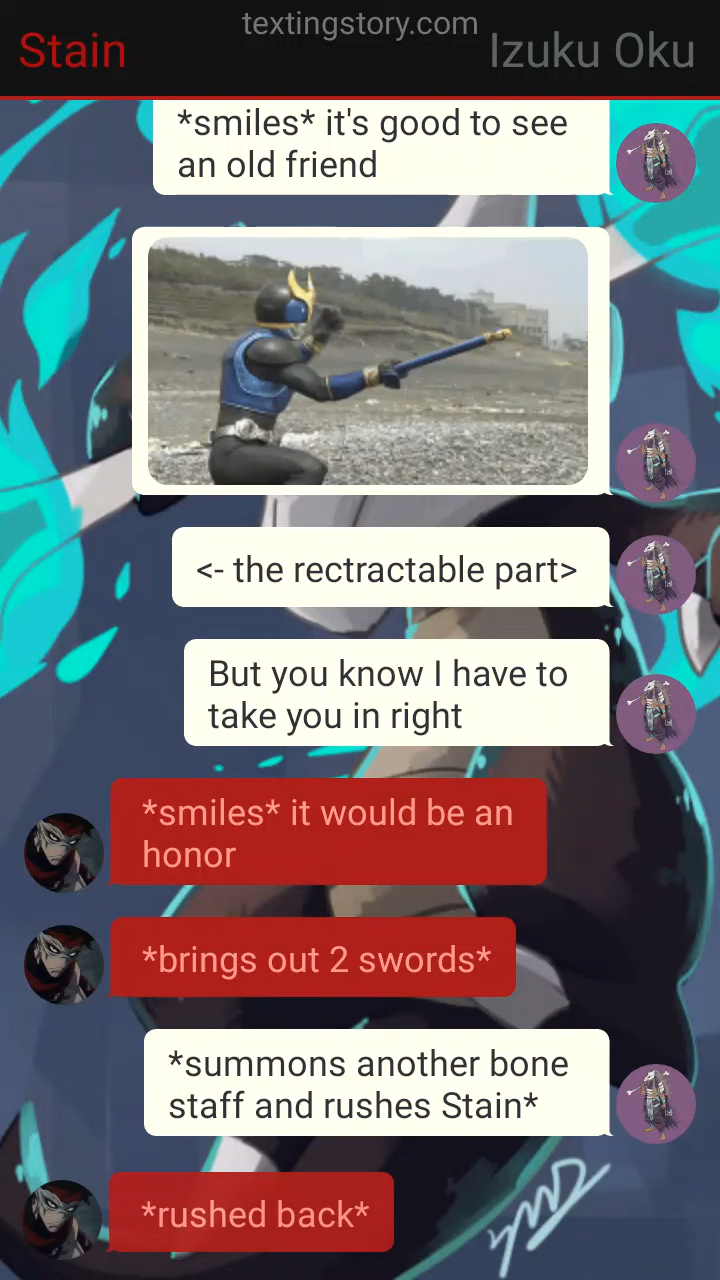 textingstory.com
Stain
Izuku Oku
*smiles* it's good to see
an old friend
<- the rectractable part>
But you know I have to
take you in right
*smiles* it would be an
honor
*brings out 2 swords*
*summons another bone
staff and rushes Stain*
*rushed back*